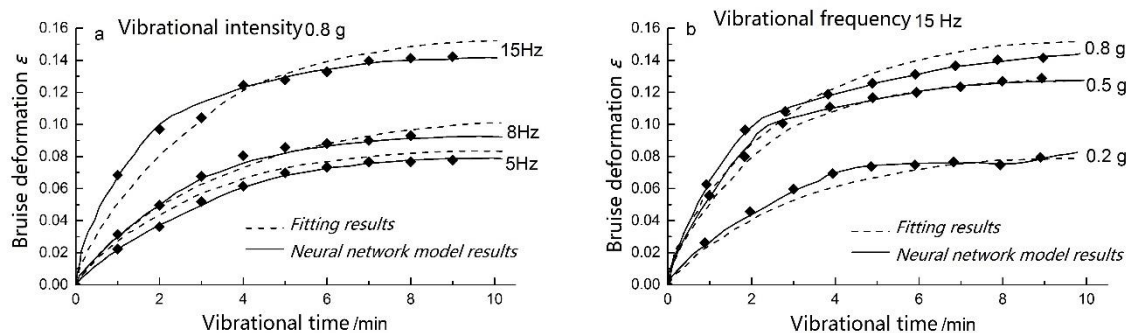 a Vibrational intensity 0.8 g
0.16
0.14
0.12
0.10
0.08
0.06
0.04
0.02
0.00
Bruise deformation ε
15Hz
8Hz
5Hz
Fitting results
Neural network model results
0 2 4 6 8 10
Vibrational time /min
Vibrational frequency 15 Hz
b
0.16
0.14
0.12
0.10
0.08
0.06
0.04
0.02
0.00
Bruise deformation ε
0.8 g
0.5 g
0.2 g
Fitting results
Neural network model results
0 2 4 6 8 10
Vibrational time /min